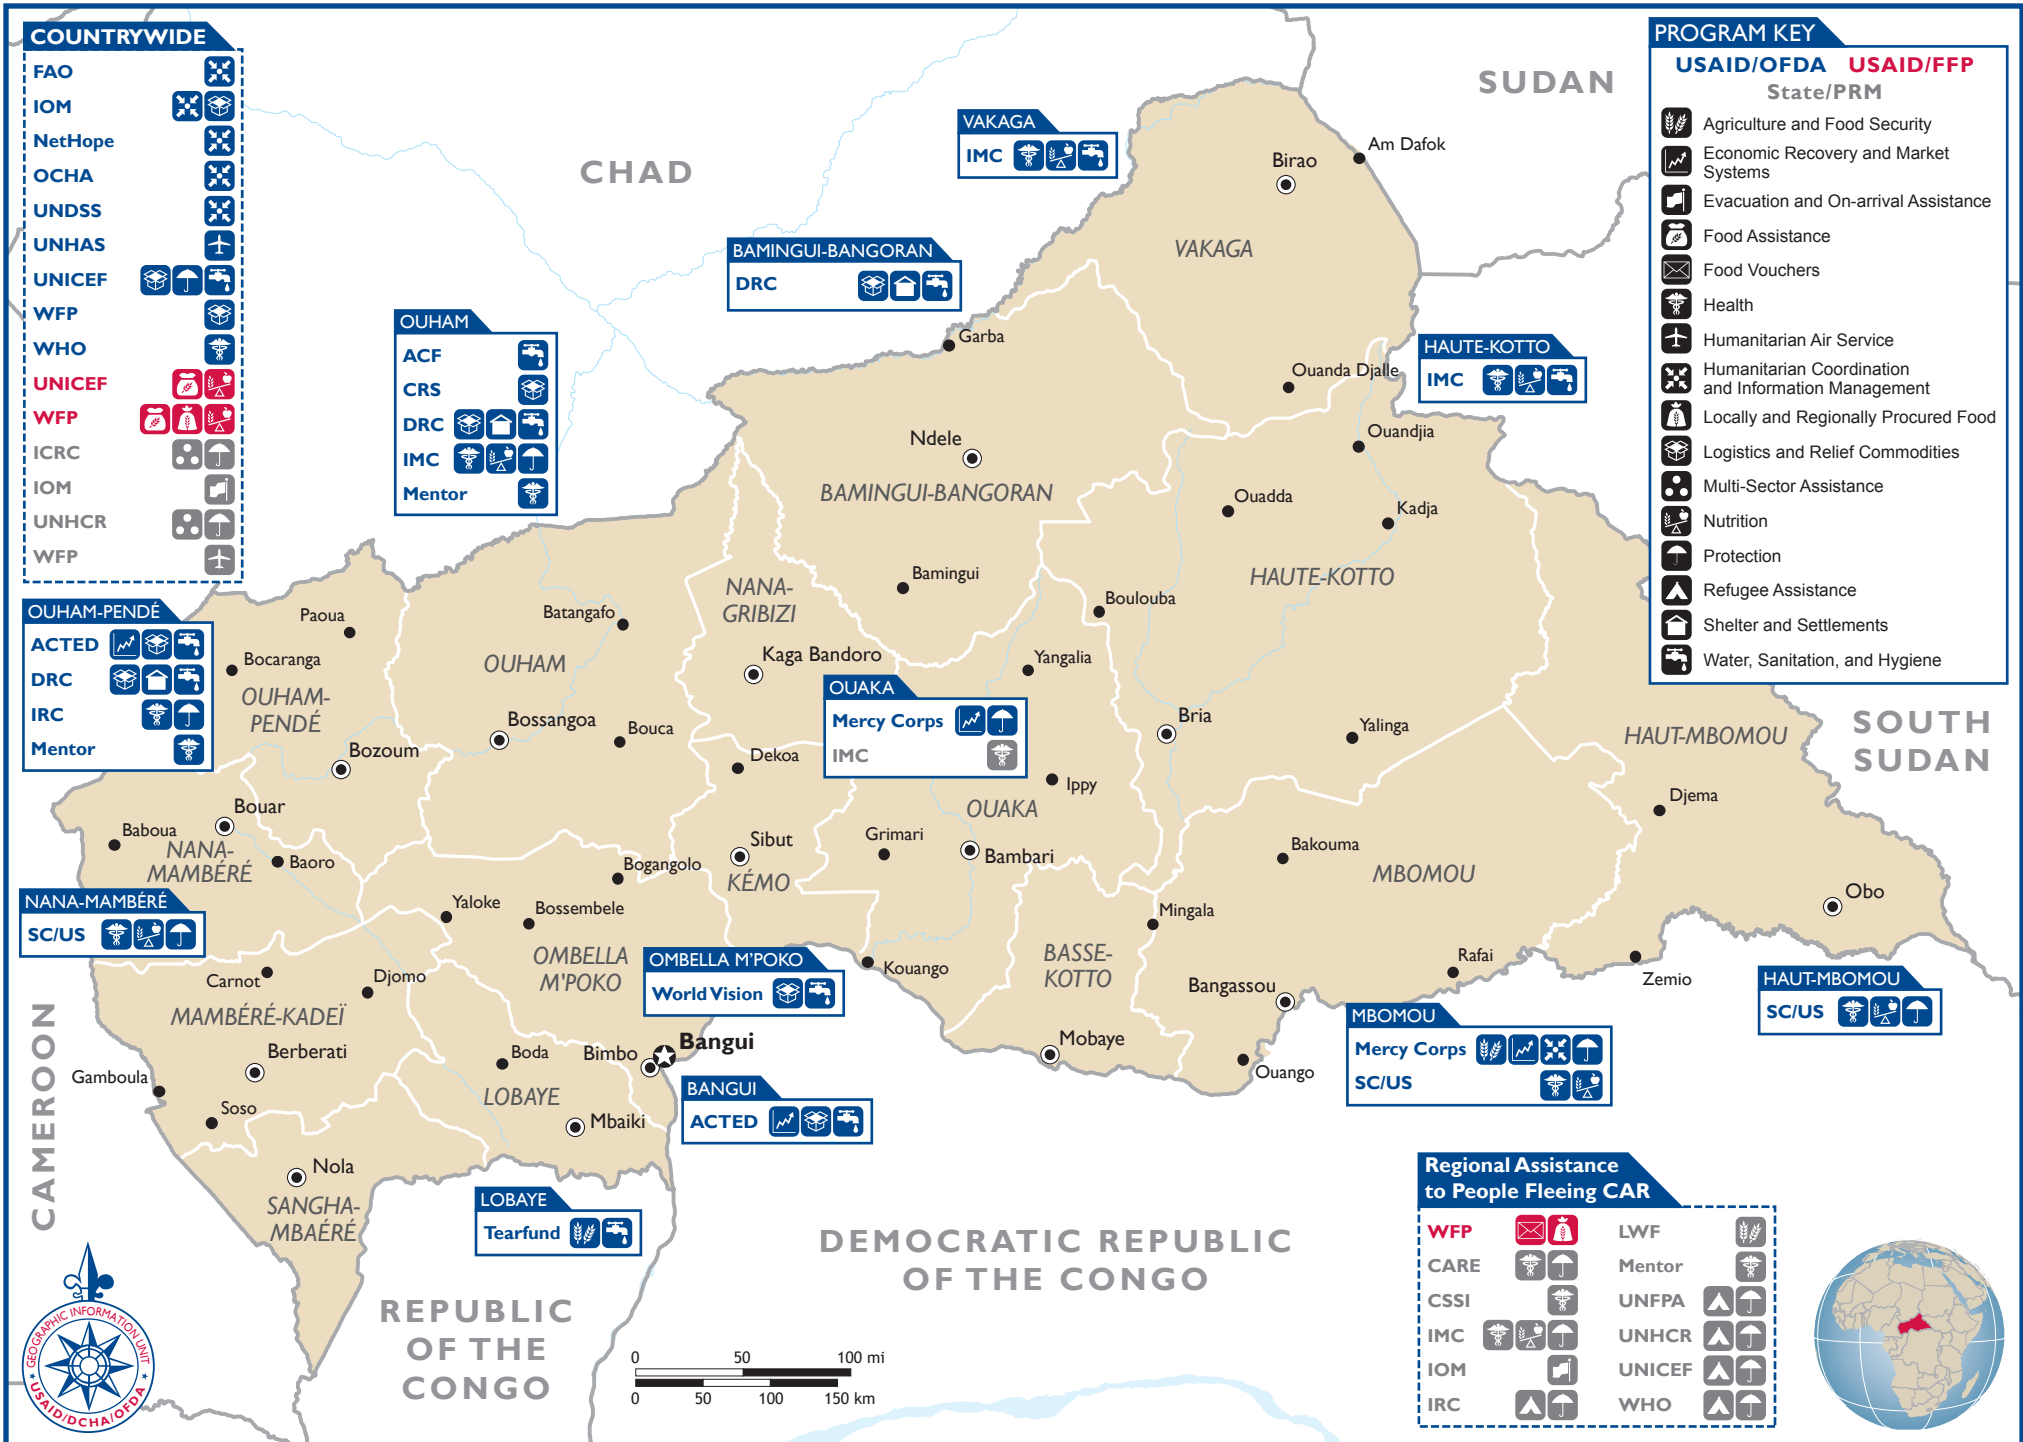 COUNTRYWIDE
FAO
IOM
NetHope
OCHA
UNDSS
UNHAS
UNICEF
WFP
WHO
UNICEF
WFP
ICRC
IOM
UNHCR
WFP
PROGRAM KEY
USAID/OFDA USAID/FFP
State/PRM
Agriculture and Food Security
Economic Recovery and Market
Systems
Evacuation and On-arrival Assistance
Food Assistance
Food Vouchers
Health
Humanitarian Air Service
Humanitarian Coordination
and Information Management
Locally and Regionally Procured Food
Logistics and Relief Commodities
Multi-Sector Assistance
Nutrition
Protection
Refugee Assistance
Shelter and Settlements
Water, Sanitation, and Hygiene
SUDAN
CHAD
VAKAGA
IMC
Am Dafok
Birao
VAKAGA
BAMINGUI-BANGORAN
DRC
OUHAM
ACF
CRS
DRC
IMC
Mentor
Garba
Ouanda Djalle
HAUTE-KOTTO
IMC
Ndele
BAMINGUI-BANGORAN
Ouandjia
Ouadda
Kadja
HAUTE-KOTTO
Bamingui
NANA-
GRIBIZI
Boulouba
OUHAM-PENDÉ
ACTED
DRC
IRC
Mentor
Paoua
Bocaranga
OUHAM-
PENDÉ
Bozoum
Batangafo
OUHAM
Bossangoa
Bouca
Kaga Bandoro
Yangalia
OUAKA
Mercy Corps
IMC
Bria
Yalinga
HAUT-MBOMOU
SOUTH
SUDAN
Dekoa
Ippy
OUAKA
Djema
Bouar
Baboua
NANA-
MAMBÉRÉ
Baoro
Sibut
KÉMO
Grimari
Bambari
Bakouma
MBOMOU
Bogangolo
Obo
NANA-MAMBÉRÉ
SC/US
Yaloke
Bossembele
OMBELLA
M'POKO
OMBELLA M'POKO
World Vision
Kouango
BASSE-
KOTTO
Mingala
Rafai
Zemio
HAUT-MBOMOU
SC/US
Carnot
Djomo
MAMBÉRÉ-KADEÏ
Bangassou
MBOMOU
Mercy Corps
SC/US
CAMEROON
Berberati
Boda
Bimbo
Bangui
Mobaye
Ouango
Gamboula
Soso
LOBAYE
Mbaiki
BANGUI
ACTED
Nola
SANGHA-
MBAÉRÉ
LOBAYE
Tearfund
DEMOCRATIC REPUBLIC
OF THE CONGO
REPUBLIC
OF THE
CONGO
Regional Assistance
to People Fleeing CAR
WFP
CARE
CSSI
IMC
IOM
IRC
LWF
Mentor
UNFPA
UNHCR
UNICEF
WHO
0 50 100 mi
0 50 100 150 km
GEOGRAPHIC INFORMATION UNIT
USAID/DCHA/OFDA